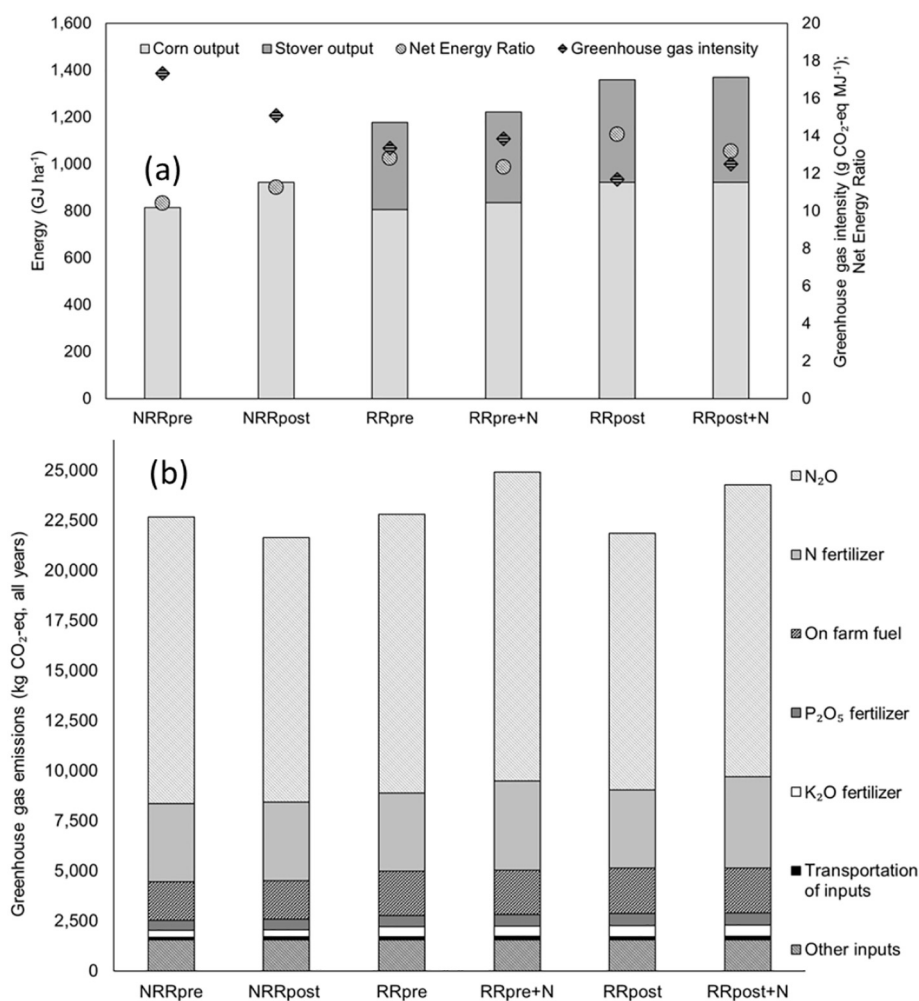 1,600
1,400
1,200
1,000
800
600
400
200
0
Energy (GJ ha⁻¹)
Corn output
Stover output
Net Energy Ratio
Greenhouse gas intensity
(a)
20
18
16
14
12
10
8
6
4
2
0
Greenhouse gas intensity (g CO₂-eq MJ⁻¹);
Net Energy Ratio
NRRpre
NRRpost
RRpre
RRpre+N
RRpost
RRpost+N
(b)
25,000
22,500
20,000
17,500
15,000
12,500
10,000
7,500
5,000
2,500
0
Greenhouse gas emissions (kg CO₂-eq, all years)
N₂O
N fertilizer
On farm fuel
P₂O₅ fertilizer
K₂O fertilizer
Transportation
of inputs
Other inputs
NRRpre
NRRpost
RRpre
RRpre+N
RRpost
RRpost+N